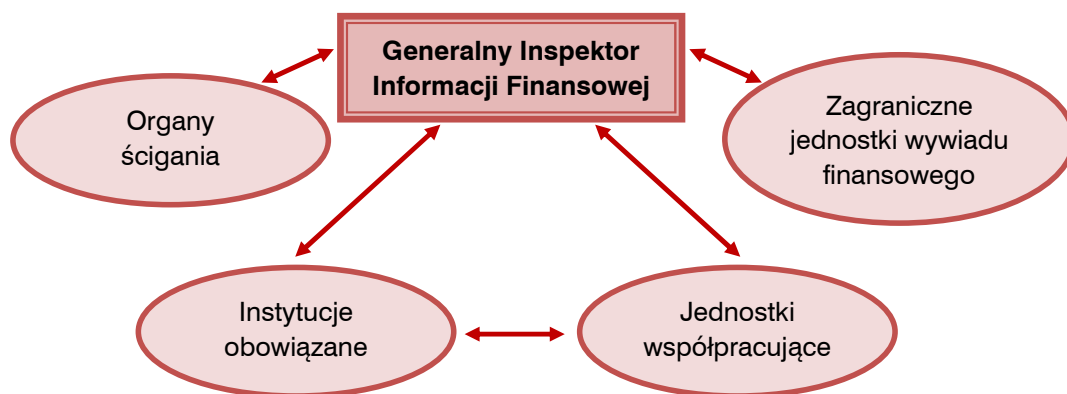 Generalny Inspektor
Informacji Finansowej
Organy
ścigania
Zagraniczne
jednostki wywiadu
finansowego
Instytucje
obowiązane
Jednostki
współpracujące